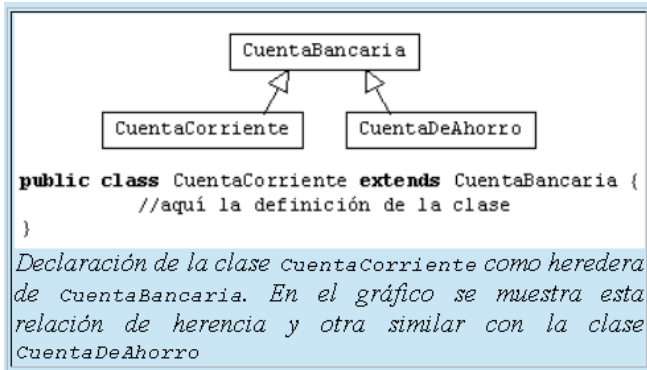 CuentaBancaria
CuentaCorriente
CuentaDeAhorro
public class CuentaCorriente extends CuentaBancaria {
//aquí la definición de la clase
}
Declaración de la clase CuentaCorriente como heredera
de CuentaBancaria. En el gráfico se muestra esta
relación de herencia y otra similar con la clase
CuentaDeAhorro